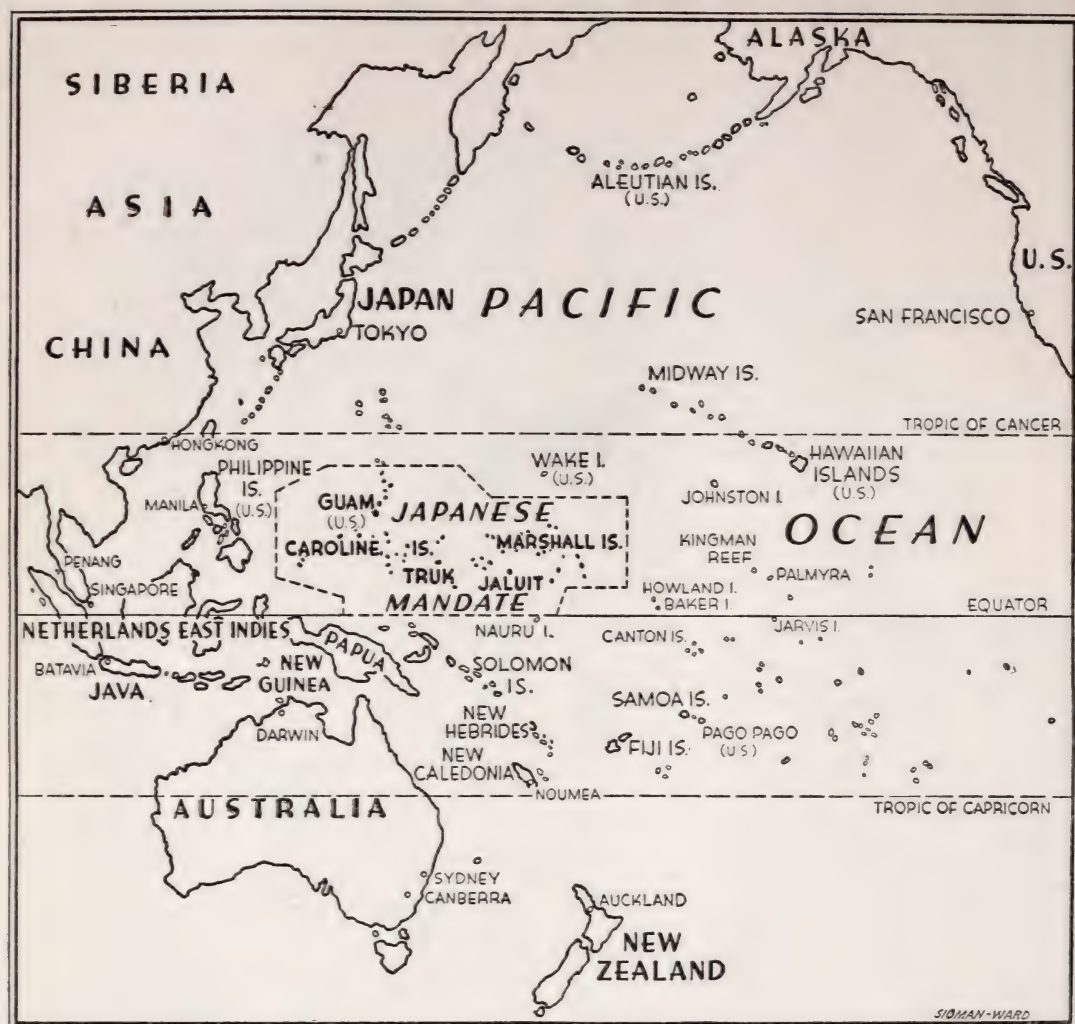 ALASKA
SIBERIA
ALEUTIAN IS.
(U.S.)
ASIA
U.S.
JAPAN
PACIFIC
SAN FRANCISCO
TOKYO
CHINA
MIDWAY IS.
TROPIC OF CANCER
HONGKONG
HAWAIIAN
ISLANDS
(U.S.)
PHILIPPINE
IS.
(U.S.)
WAKE I.
(U.S.)
JOHNSTON I.
MANILA
GUAM
(U.S.)
JAPANESE
OCEAN
CAROLINE IS.
MARSHALL IS.
KINGMAN
REEF
PENANG
TRUK
JALUIT
PALMYRA
SINGAPORE
HOWLAND I.
BAKER I.
MANDATE
EQUATOR
NETHERLANDS EAST INDIES
NAURU I.
JARVIS I.
PAPUA
CANTON IS.
BATAVIA
JAVA
NEW
GUINEA
SOLOMON
IS.
SAMOA IS.
DARWIN
NEW
HEBRIDES
PAGO PAGO
(U.S.)
FIJI IS.
NEW
CALEDONIA
NOUMEA
AUSTRALIA
TROPIC OF CAPRICORN
SYDNEY
CANBERRA
AUCKLAND
NEW
ZEALAND
SIGMAN-WARD